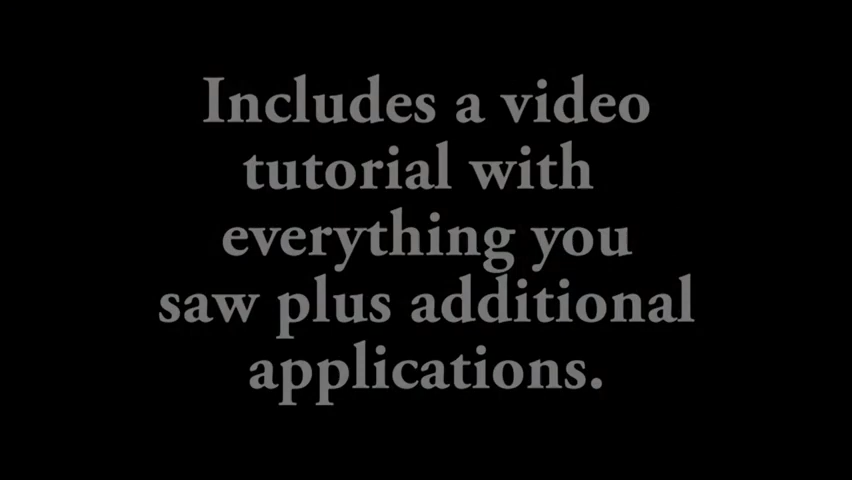 Includes a video
tutorial with
everything you
saw plus additional
applications.